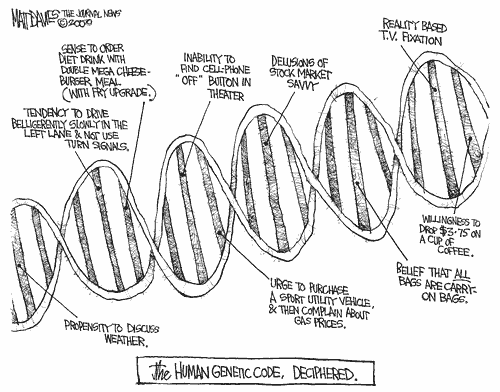 MATT DAVIES THE JOURNAL NEWS
©2000
TENDENCY TO DRIVE
BELLIGERENTLY SLOWLY IN THE
LEFT LANE & NOT USE
TURN SIGNALS.
SENSE TO ORDER
DIET DRINK WITH
DOUBLE MEGA CHEESE-
BURGER MEAL
(WITH FRY UPGRADE.)
INABILITY TO
FIND CELL-PHONE
"OFF" BUTTON IN
THEATER
DELUSIONS OF
STOCK MARKET
SAVVY
REALITY BASED
T.V. FIXATION
PROPENSITY TO DISCUSS
WEATHER.
URGE TO PURCHASE
A SPORT UTILITY VEHICLE,
& THEN COMPLAIN ABOUT
GAS PRICES.
BELIEF THAT ALL
BAGS ARE CARRY-
ON BAGS.
WILLINGNESS TO
DROP $3.75 ON
A CUP OF
COFFEE.
The HUMAN GENETIC CODE, DECIPHERED.